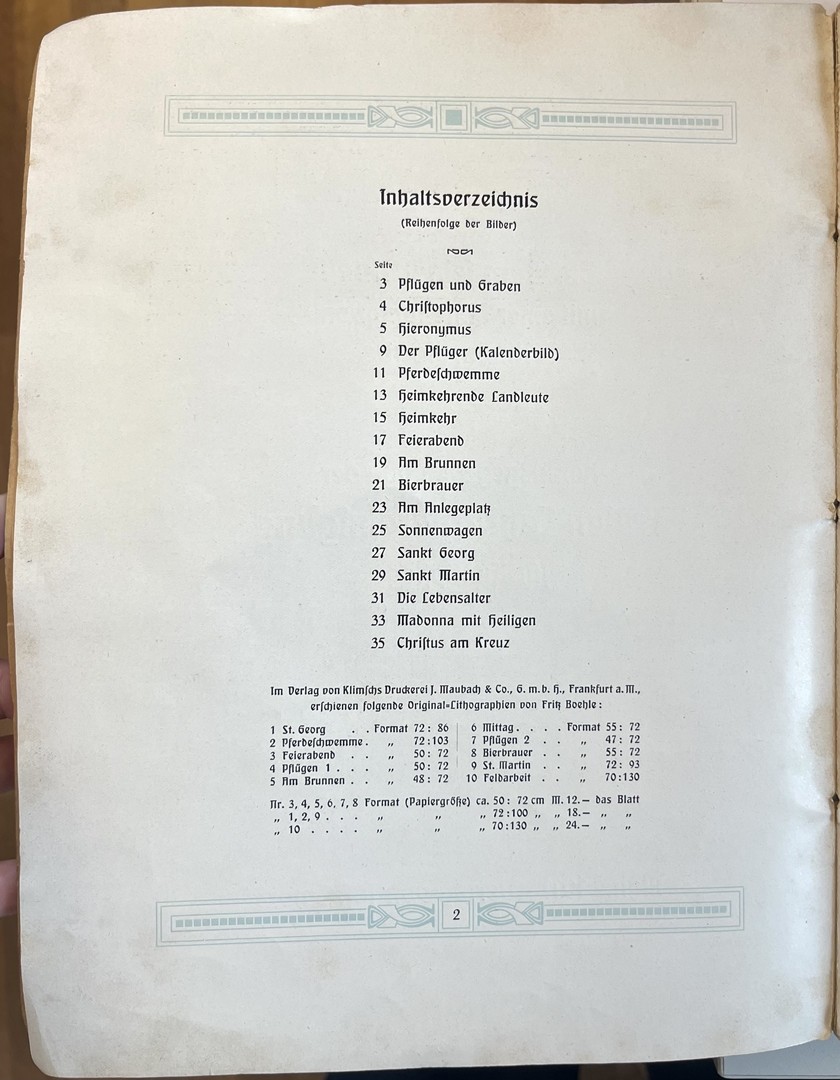 Inhaltsverzeichnis
(Reihenfolge der Bilder)
Seite
3 Pflügen und Graben
4 Chriſtophorus
5 Hieronymus
9 Der Pflüger (Kalenderbild)
11 Pferdeſchwemme
13 Heimkehrende Landleute
15 Heimkehr
17 Feierabend
19 Am Brunnen
21 Bierbrauer
23 Am Anlegeplatz
25 Sonnenwagen
27 Sankt Georg
29 Sankt Martin
31 Die Lebensalter
33 Madonna mit Heiligen
35 Chriſtus am Kreuz
Im Verlag von Klimſchs Druckerei J. Maubach & Co., G. m. b. H., Frankfurt a. M.,
erſchienen folgende Original=Lithographien von Fritz Boehle:
1 St. Georg . . Format 72 : 86
2 Pferdeſchwemme . „ 72 : 103
3 Feierabend . . „ 50 : 72
4 Pflügen 1 . . . „ 50 : 72
5 Am Brunnen . . „ 48 : 72
6 Mittag . . . . Format 55 : 72
7 Pflügen 2 . . „ 47 : 72
8 Bierbrauer . . „ 55 : 72
9 St. Martin . . „ 72 : 93
10 Feldarbeit . . „ 70 : 130
Nr. 3, 4, 5, 6, 7, 8 Format (Papiergröße) ca. 50 : 72 cm M. 12.— das Blatt
„ 1, 2, 9 . . . „ „ „ 72 : 100 „ „ 18.— „ „
„ 10 . . . . „ „ „ 70 : 130 „ „ 24.— „ „
2